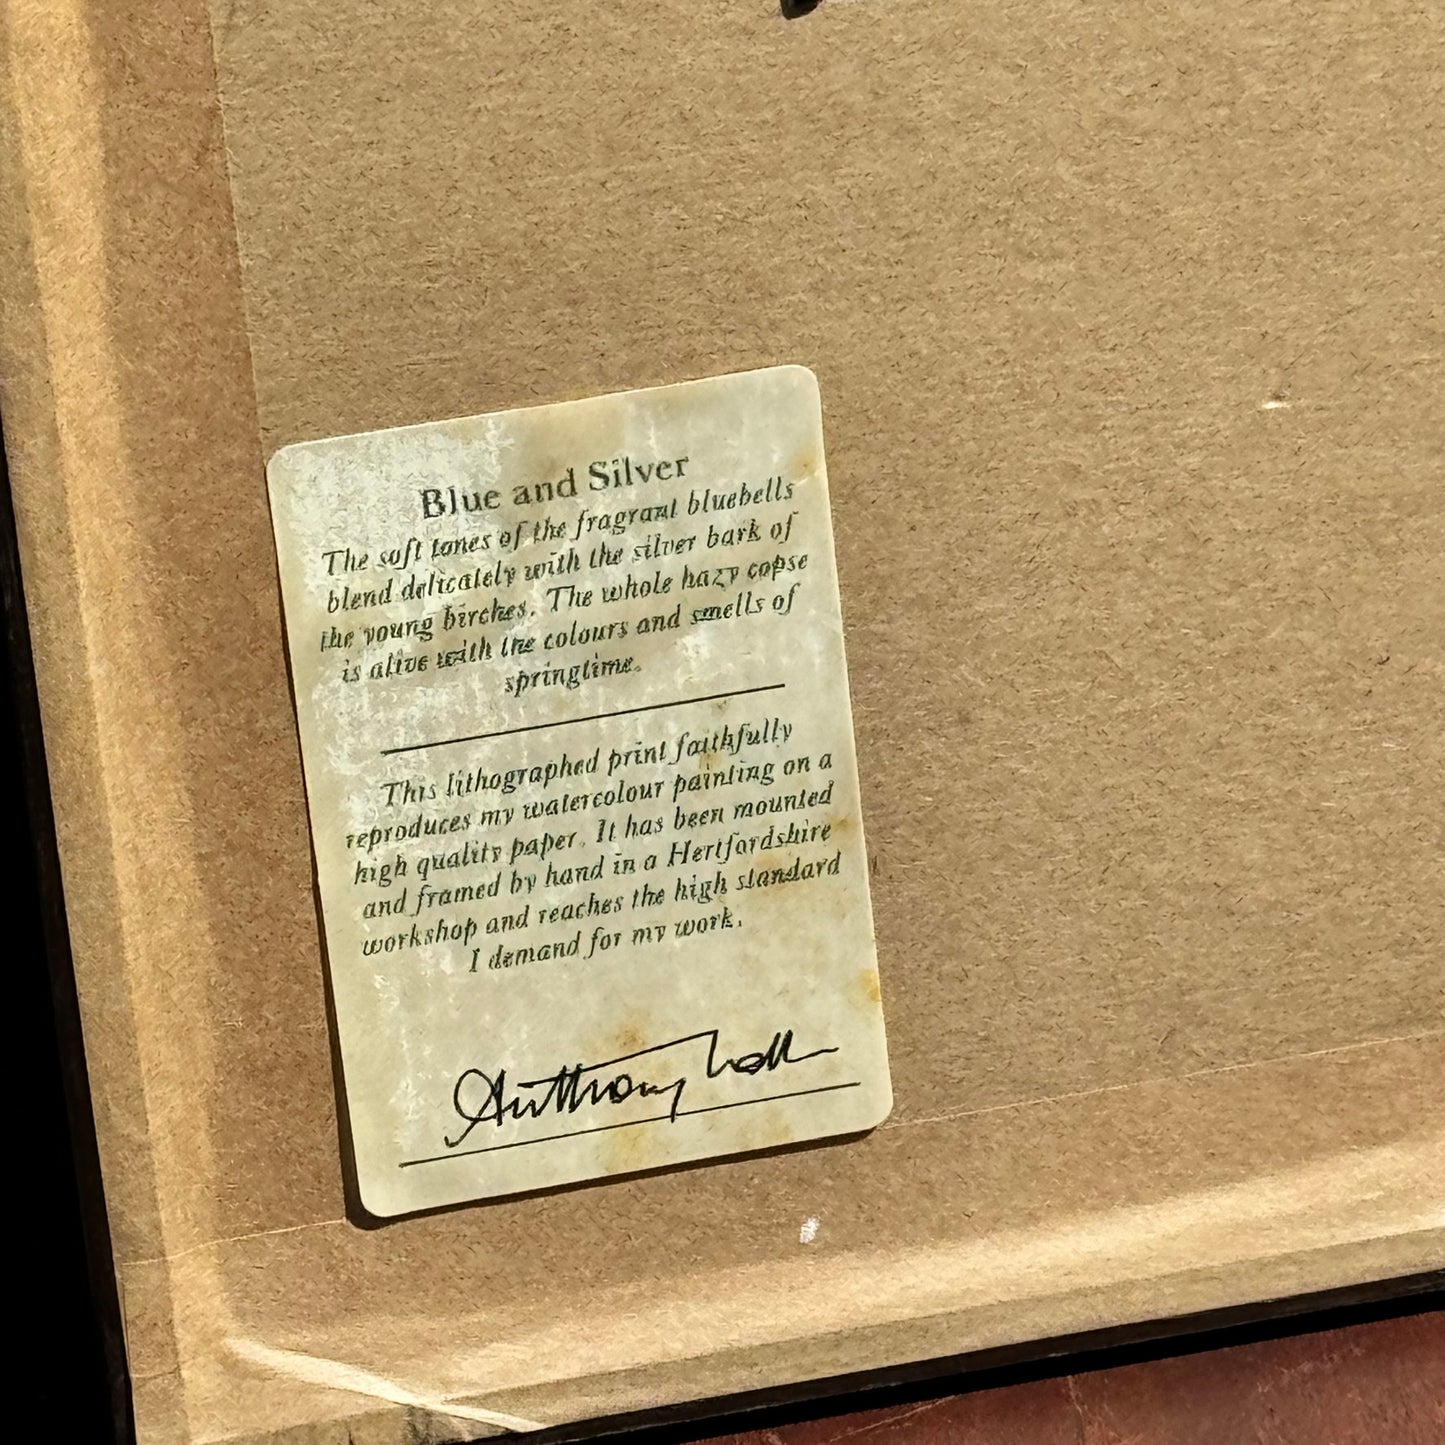 Blue and Silver
The soft tones of the fragrant bluebells
blend delicately with the silver bark of
the young birches. The whole hazy copse
is alive with the colours and smells of
springtime.
This lithographed print faithfully
reproduces my watercolour painting on a
high quality paper. It has been mounted
and framed by hand in a Hertfordshire
workshop and reaches the high standard
I demand for my work.
Anthony